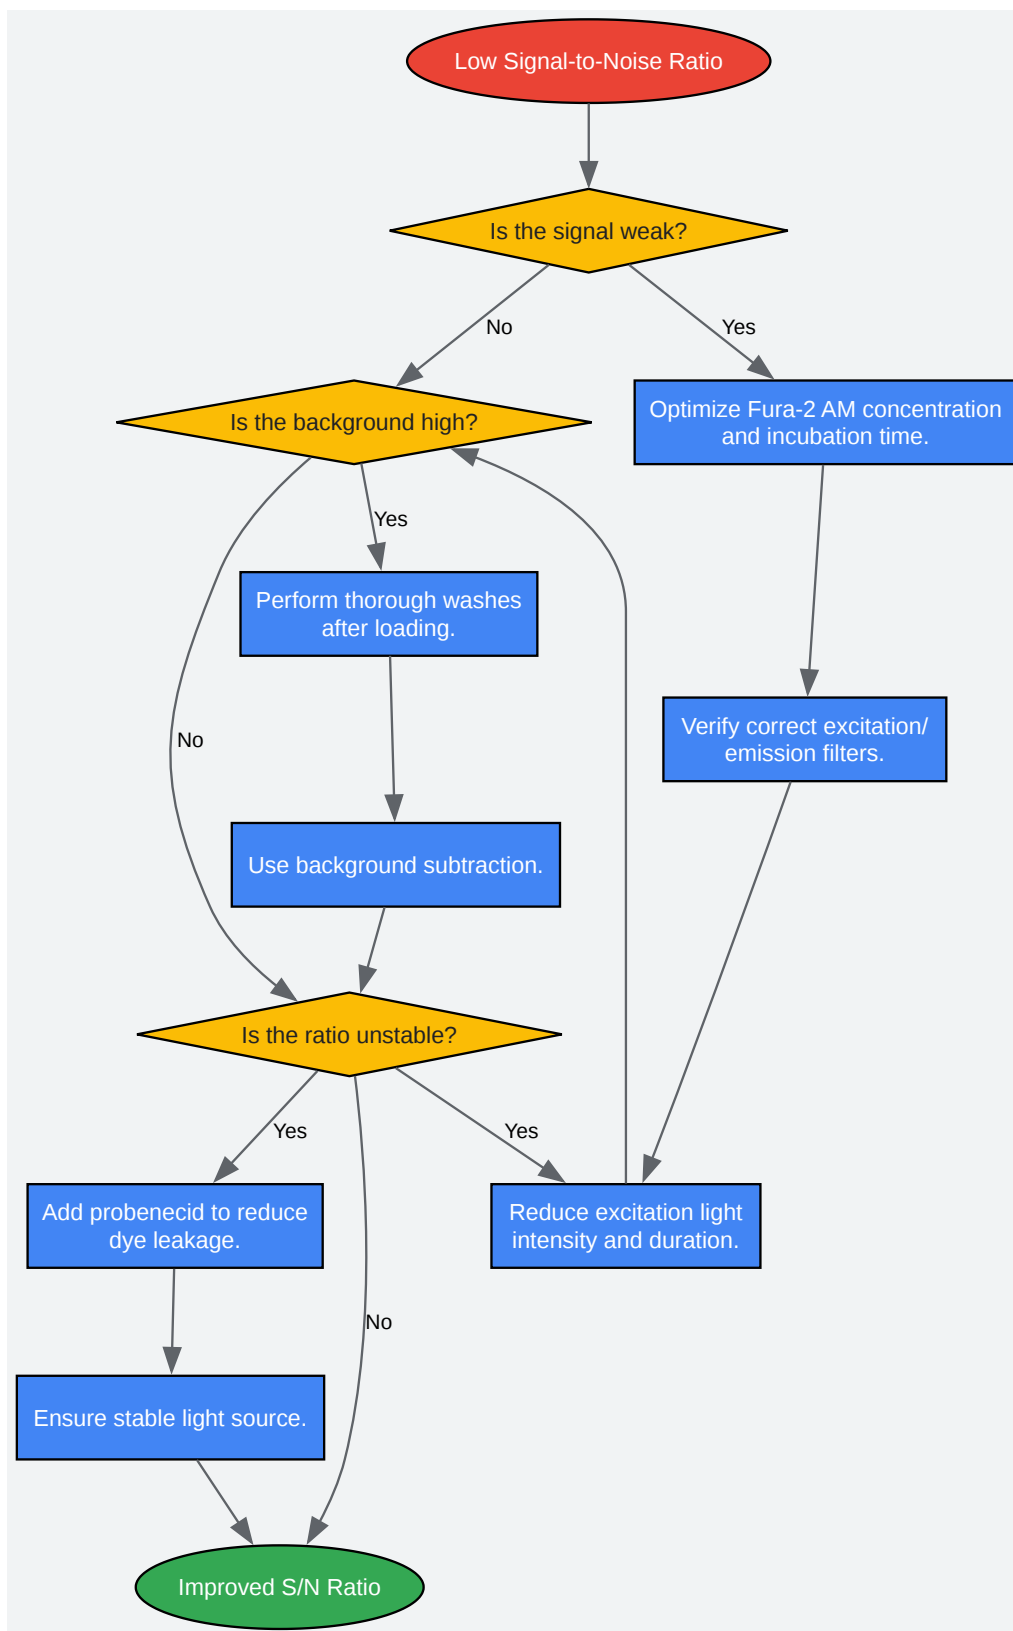 Low Signal-to-Noise Ratio
Is the signal weak?
No
Yes
Is the background high?
Optimize Fura-2 AM concentration
and incubation time.
Yes
Perform thorough washes
after loading.
No
Verify correct excitation/
emission filters.
Use background subtraction.
Is the ratio unstable?
Yes
Yes
Add probenecid to reduce
dye leakage.
Reduce excitation light
intensity and duration.
No
Ensure stable light source.
Improved S/N Ratio